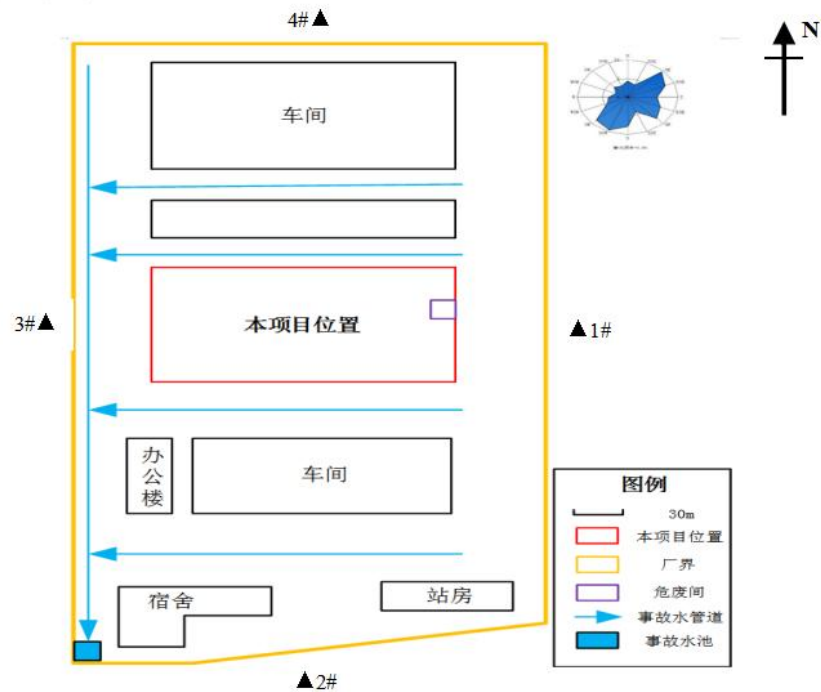 4#▲
N
车间
3#▲
本项目位置
▲1#
办公楼
车间
图例
30m
本项目位置
厂界
危废间
事故水管道
事故水池
宿舍
站房
▲2#